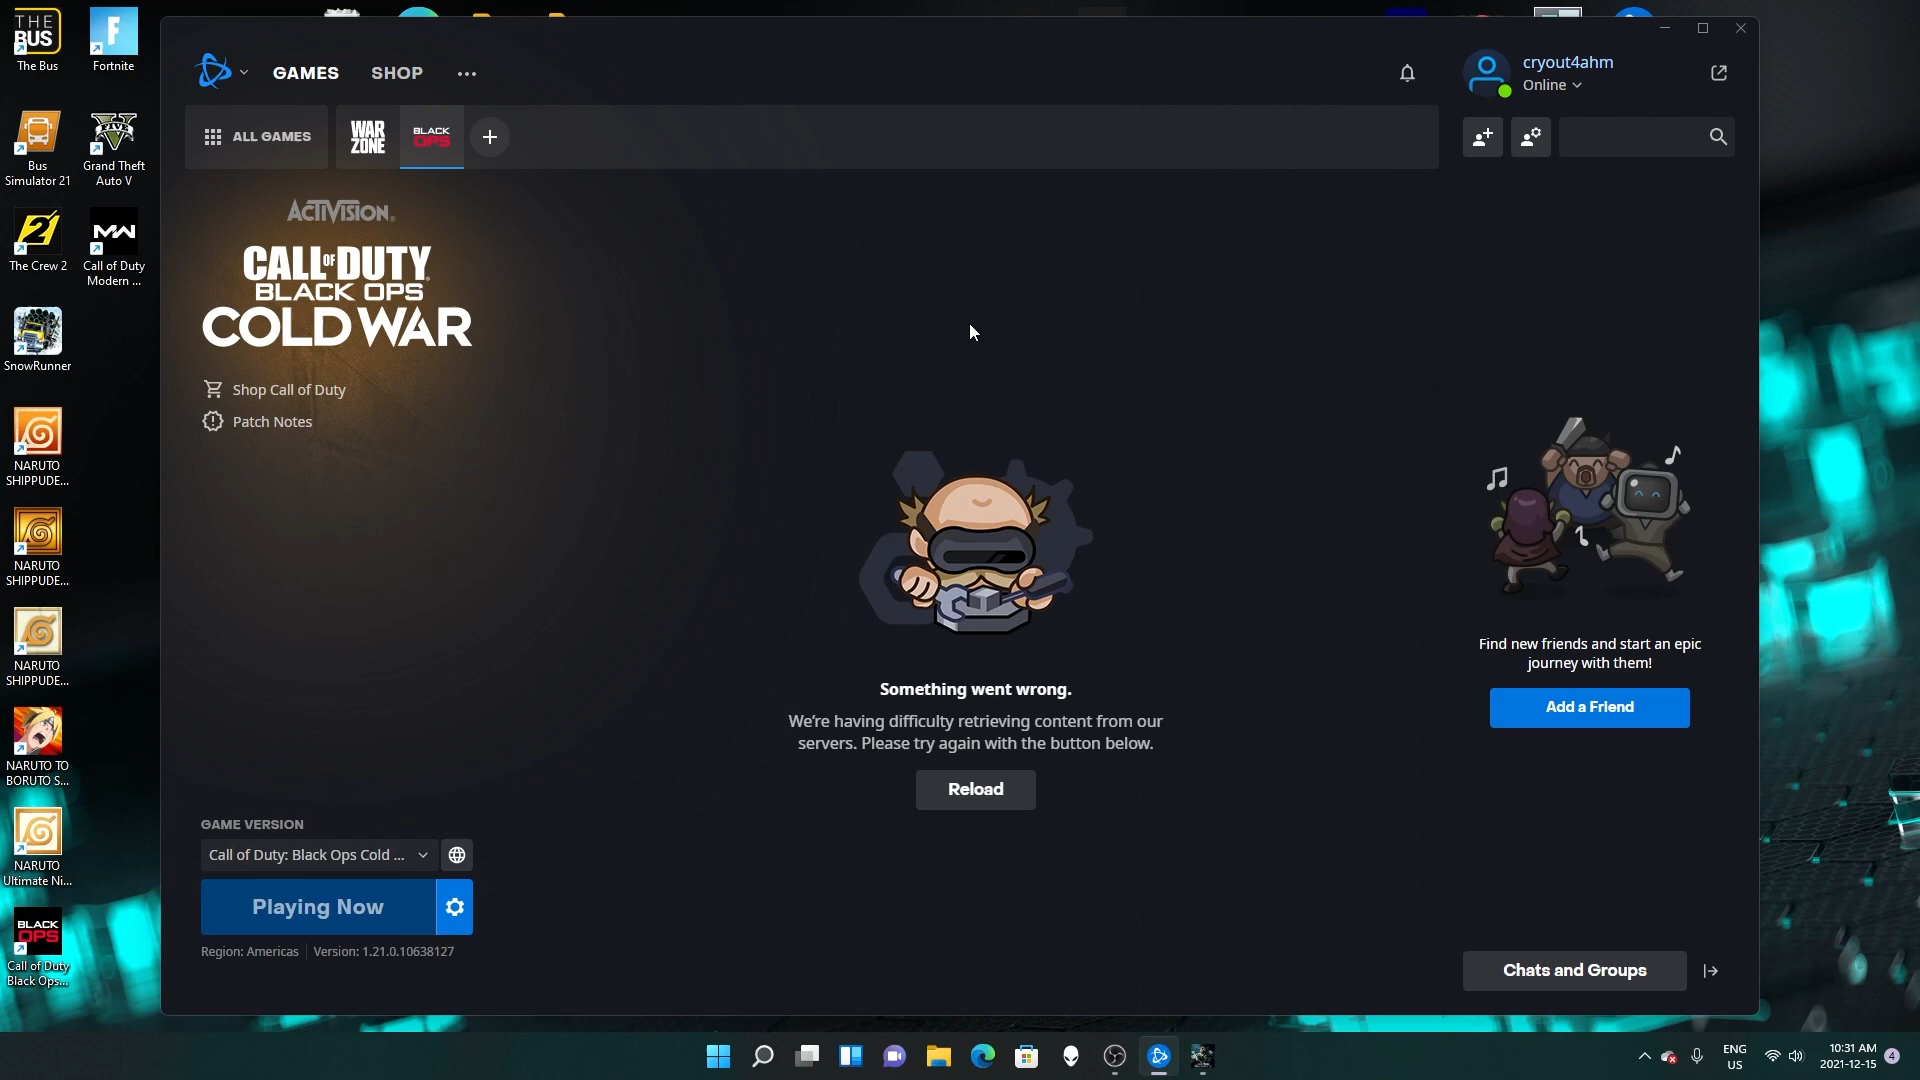 THE
BUS
The Bus
Fortnite
Bus
Simulator 21
Grand Theft
Auto V
The Crew 2
Call of Duty
Modern ...
SnowRunner
NARUTO
SHIPPUDE...
NARUTO
SHIPPUDE...
NARUTO
SHIPPUDE...
NARUTO TO
BORUTO S...
NARUTO
Ultimate Ni...
BLACK
OPS
Call of Duty
Black Ops...
GAMES
SHOP
ALL GAMES
WAR
ZONE
BLACK
OPS
cryout4ahm
Online
ACTIVISION
CALL OF DUTY
BLACK OPS
COLD WAR
Shop Call of Duty
Patch Notes
Something went wrong.
We're having difficulty retrieving content from our
servers. Please try again with the button below.
Reload
Find new friends and start an epic
journey with them!
Add a Friend
GAME VERSION
Call of Duty: Black Ops Cold ...
Playing Now
Region: Americas
Version: 1.21.0.10638127
Chats and Groups
ENG
US
10:31 AM
2021-12-15
4